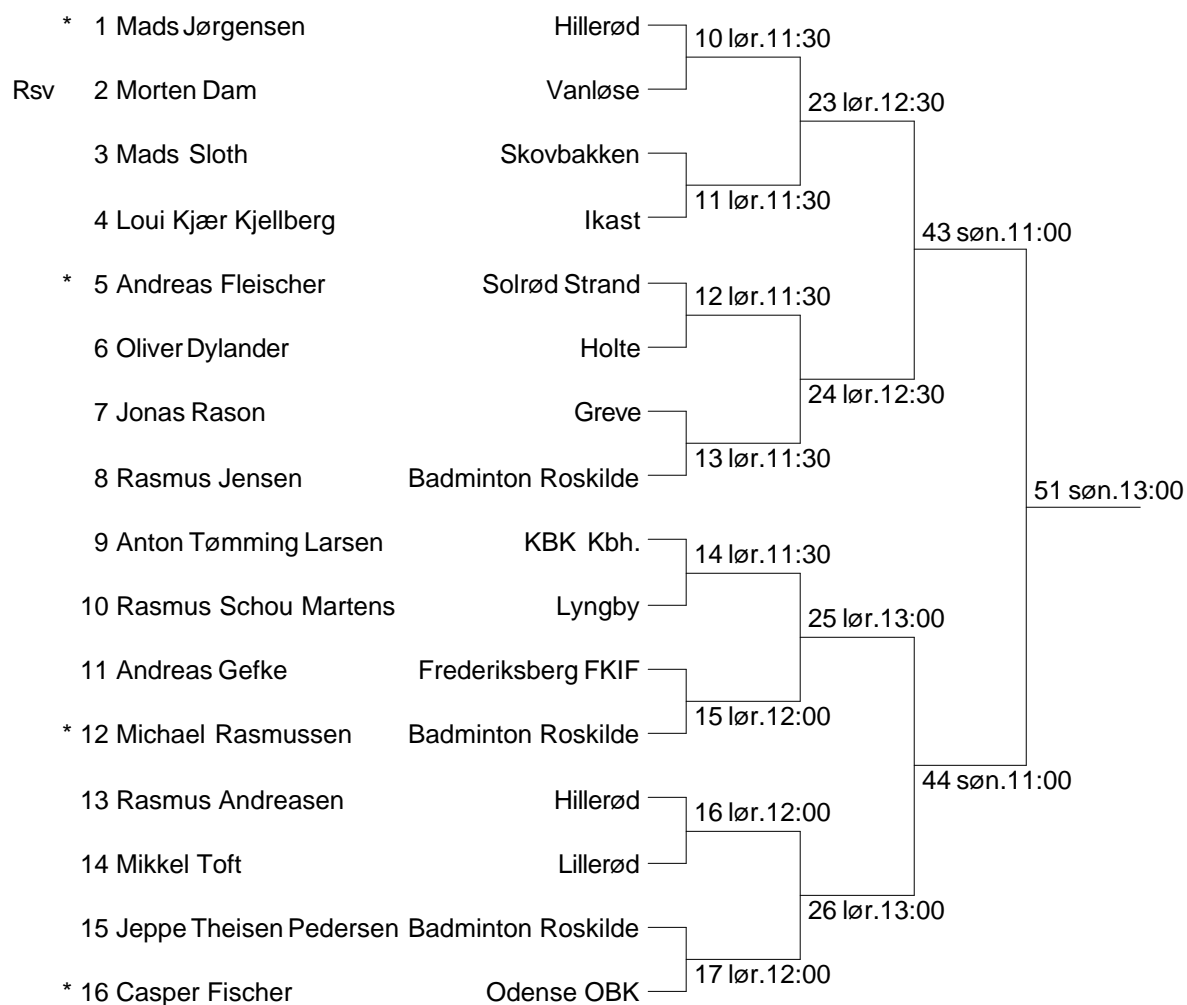 * 1 Mads Jørgensen Hillerød
10 lør.11:30
Rsv 2 Morten Dam Vanløse
23 lør.12:30
3 Mads Sloth Skovbakken
11 lør.11:30
4 Loui Kjær Kjellberg Ikast
43 søn.11:00
* 5 Andreas Fleischer Solrød Strand
12 lør.11:30
6 Oliver Dylander Holte
24 lør.12:30
7 Jonas Rason Greve
13 lør.11:30
8 Rasmus Jensen Badminton Roskilde
51 søn.13:00
9 Anton Tømming Larsen KBK Kbh.
14 lør.11:30
10 Rasmus Schou Martens Lyngby
25 lør.13:00
11 Andreas Gefke Frederiksberg FKIF
15 lør.12:00
* 12 Michael Rasmussen Badminton Roskilde
44 søn.11:00
13 Rasmus Andreasen Hillerød
16 lør.12:00
14 Mikkel Toft Lillerød
26 lør.13:00
15 Jeppe Theisen Pedersen Badminton Roskilde
17 lør.12:00
* 16 Casper Fischer Odense OBK